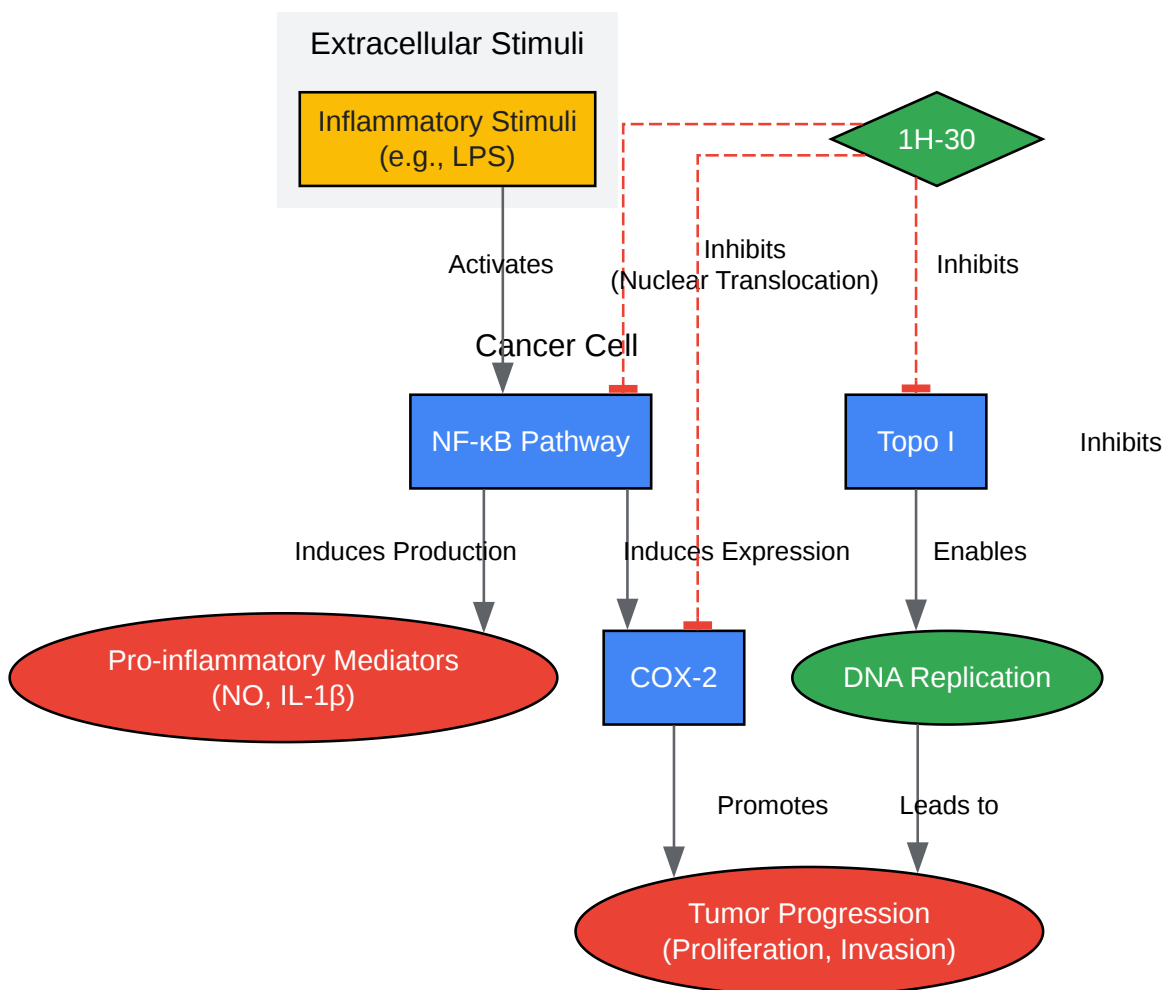 Extracellular Stimuli
Inflammatory Stimuli
(e.g., LPS)
1H-30
Activates
Inhibits
(Nuclear Translocation)
Inhibits
Cancer Cell
NF-κB Pathway
Topo I
Inhibits
Induces Production
Induces Expression
Enables
Pro-inflammatory Mediators
(NO, IL-1β)
COX-2
DNA Replication
Promotes
Leads to
Tumor Progression
(Proliferation, Invasion)